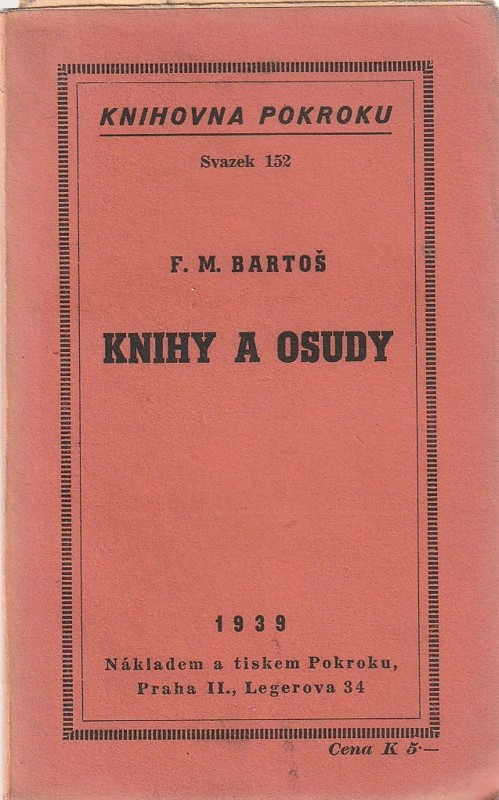 KNIHOVNA POKROKU
Svazek 152
F. M. BARTOŠ
KNIHY A OSUDY
1939
Nákladem a tiskem Pokroku,
Praha II., Legerova 34
Cena K 5·—